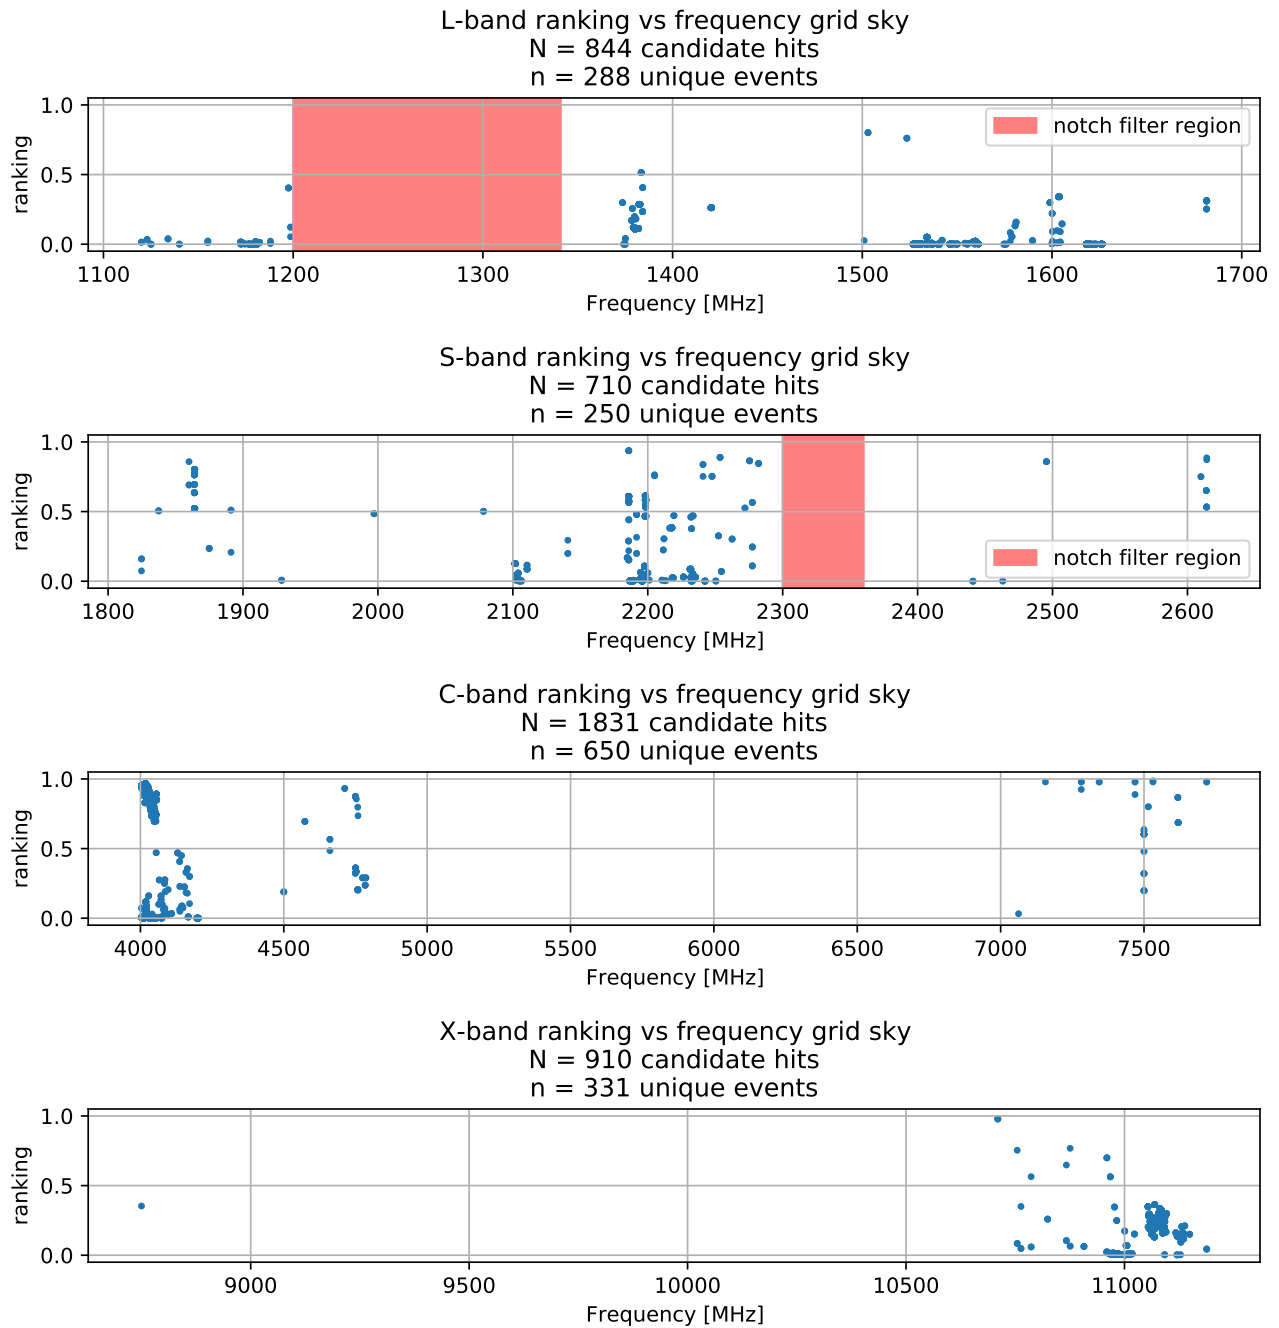 L-band ranking vs frequency grid sky
N = 844 candidate hits
n = 288 unique events
1.0
0.5
0.0
ranking
notch filter region
1100 1200 1300 1400 1500 1600 1700
Frequency [MHz]
S-band ranking vs frequency grid sky
N = 710 candidate hits
n = 250 unique events
1.0
0.5
0.0
ranking
notch filter region
1800 1900 2000 2100 2200 2300 2400 2500 2600
Frequency [MHz]
C-band ranking vs frequency grid sky
N = 1831 candidate hits
n = 650 unique events
1.0
0.5
0.0
ranking
4000 4500 5000 5500 6000 6500 7000 7500
Frequency [MHz]
X-band ranking vs frequency grid sky
N = 910 candidate hits
n = 331 unique events
1.0
0.5
0.0
ranking
9000 9500 10000 10500 11000
Frequency [MHz]